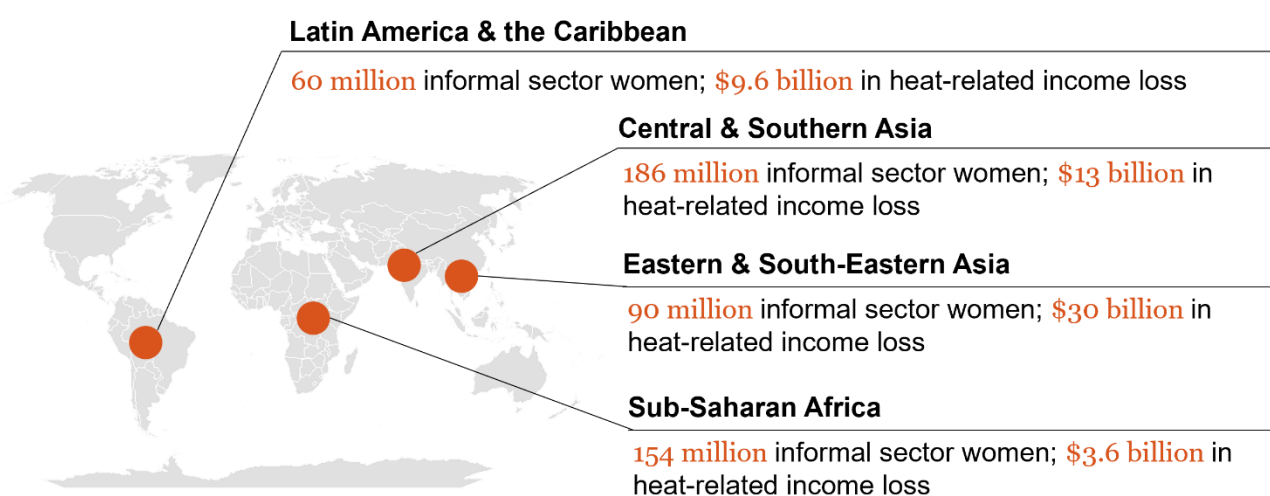 Latin America & the Caribbean
60 million informal sector women; $9.6 billion in heat-related income loss
Central & Southern Asia
186 million informal sector women; $13 billion in
heat-related income loss
Eastern & South-Eastern Asia
90 million informal sector women; $30 billion in
heat-related income loss
Sub-Saharan Africa
154 million informal sector women; $3.6 billion in
heat-related income loss